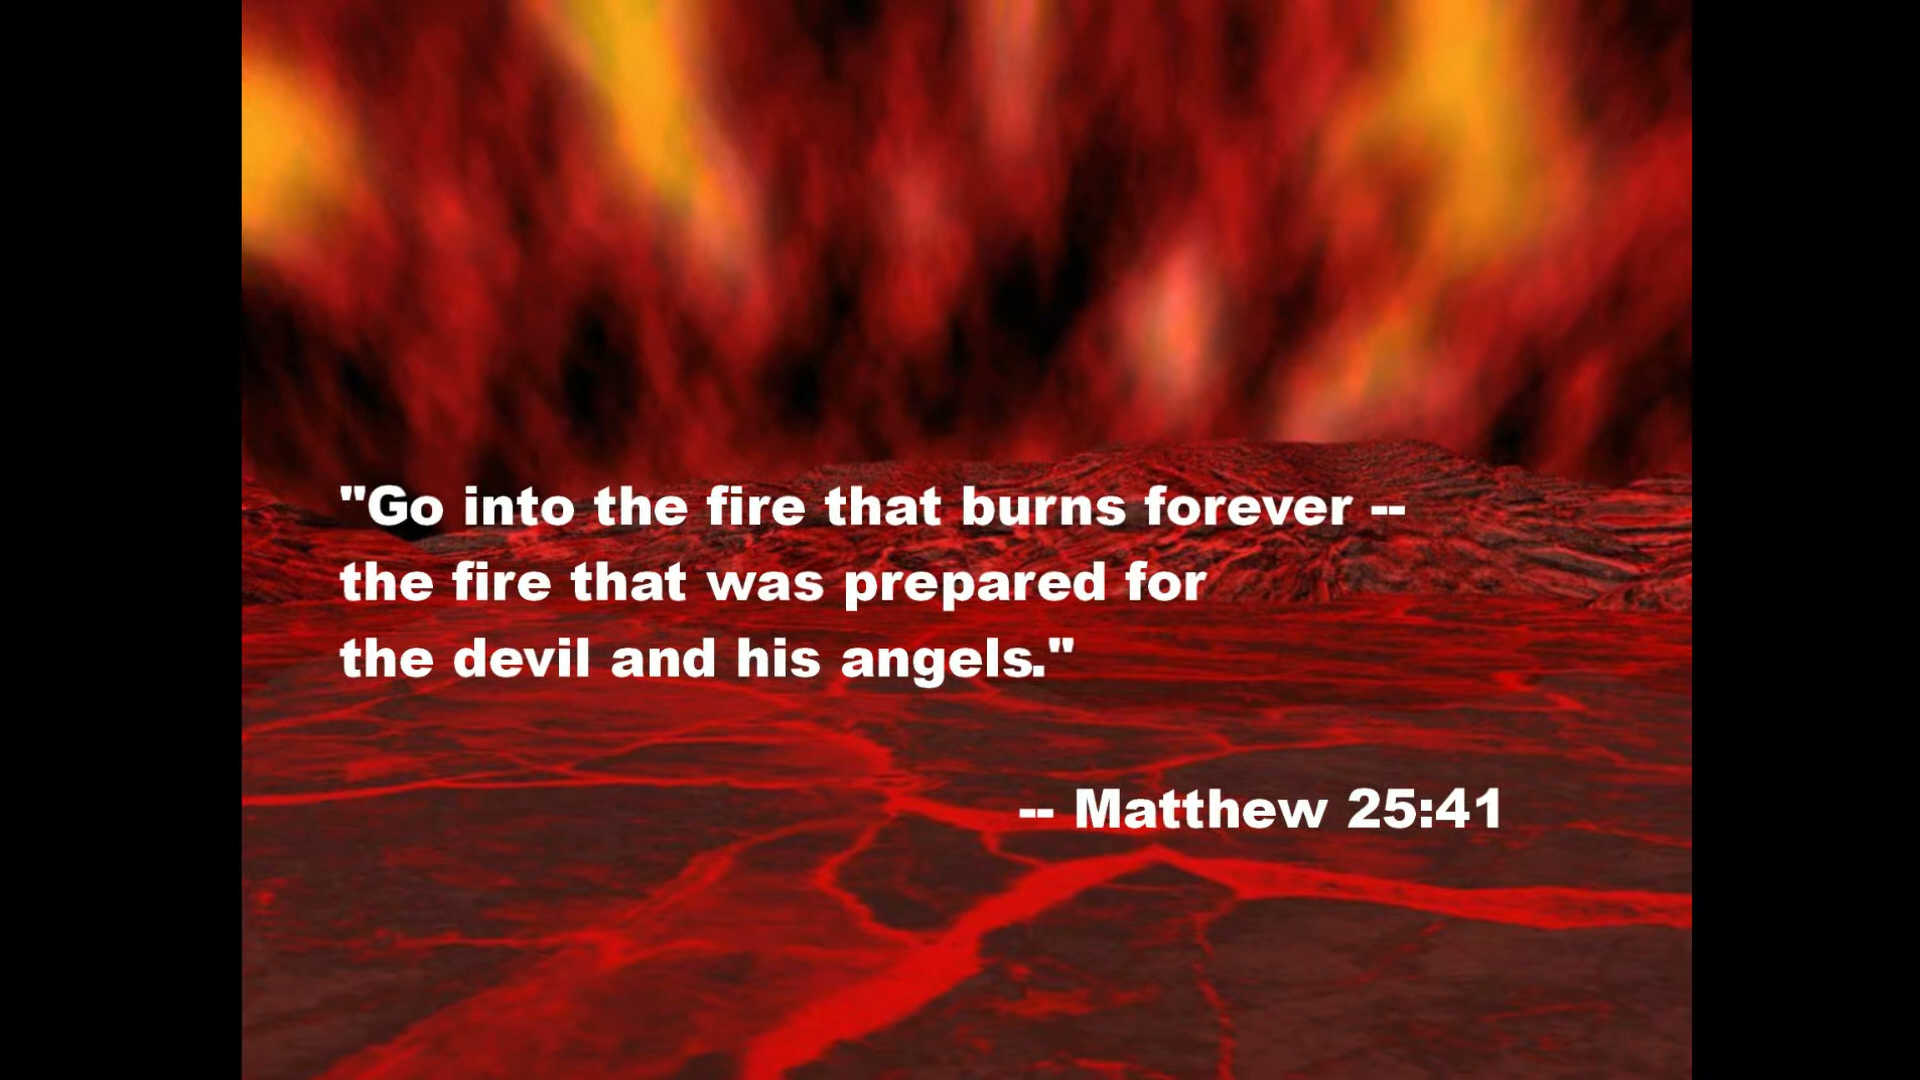 "Go into the fire that burns forever --
the fire that was prepared for
the devil and his angels."
-- Matthew 25:41